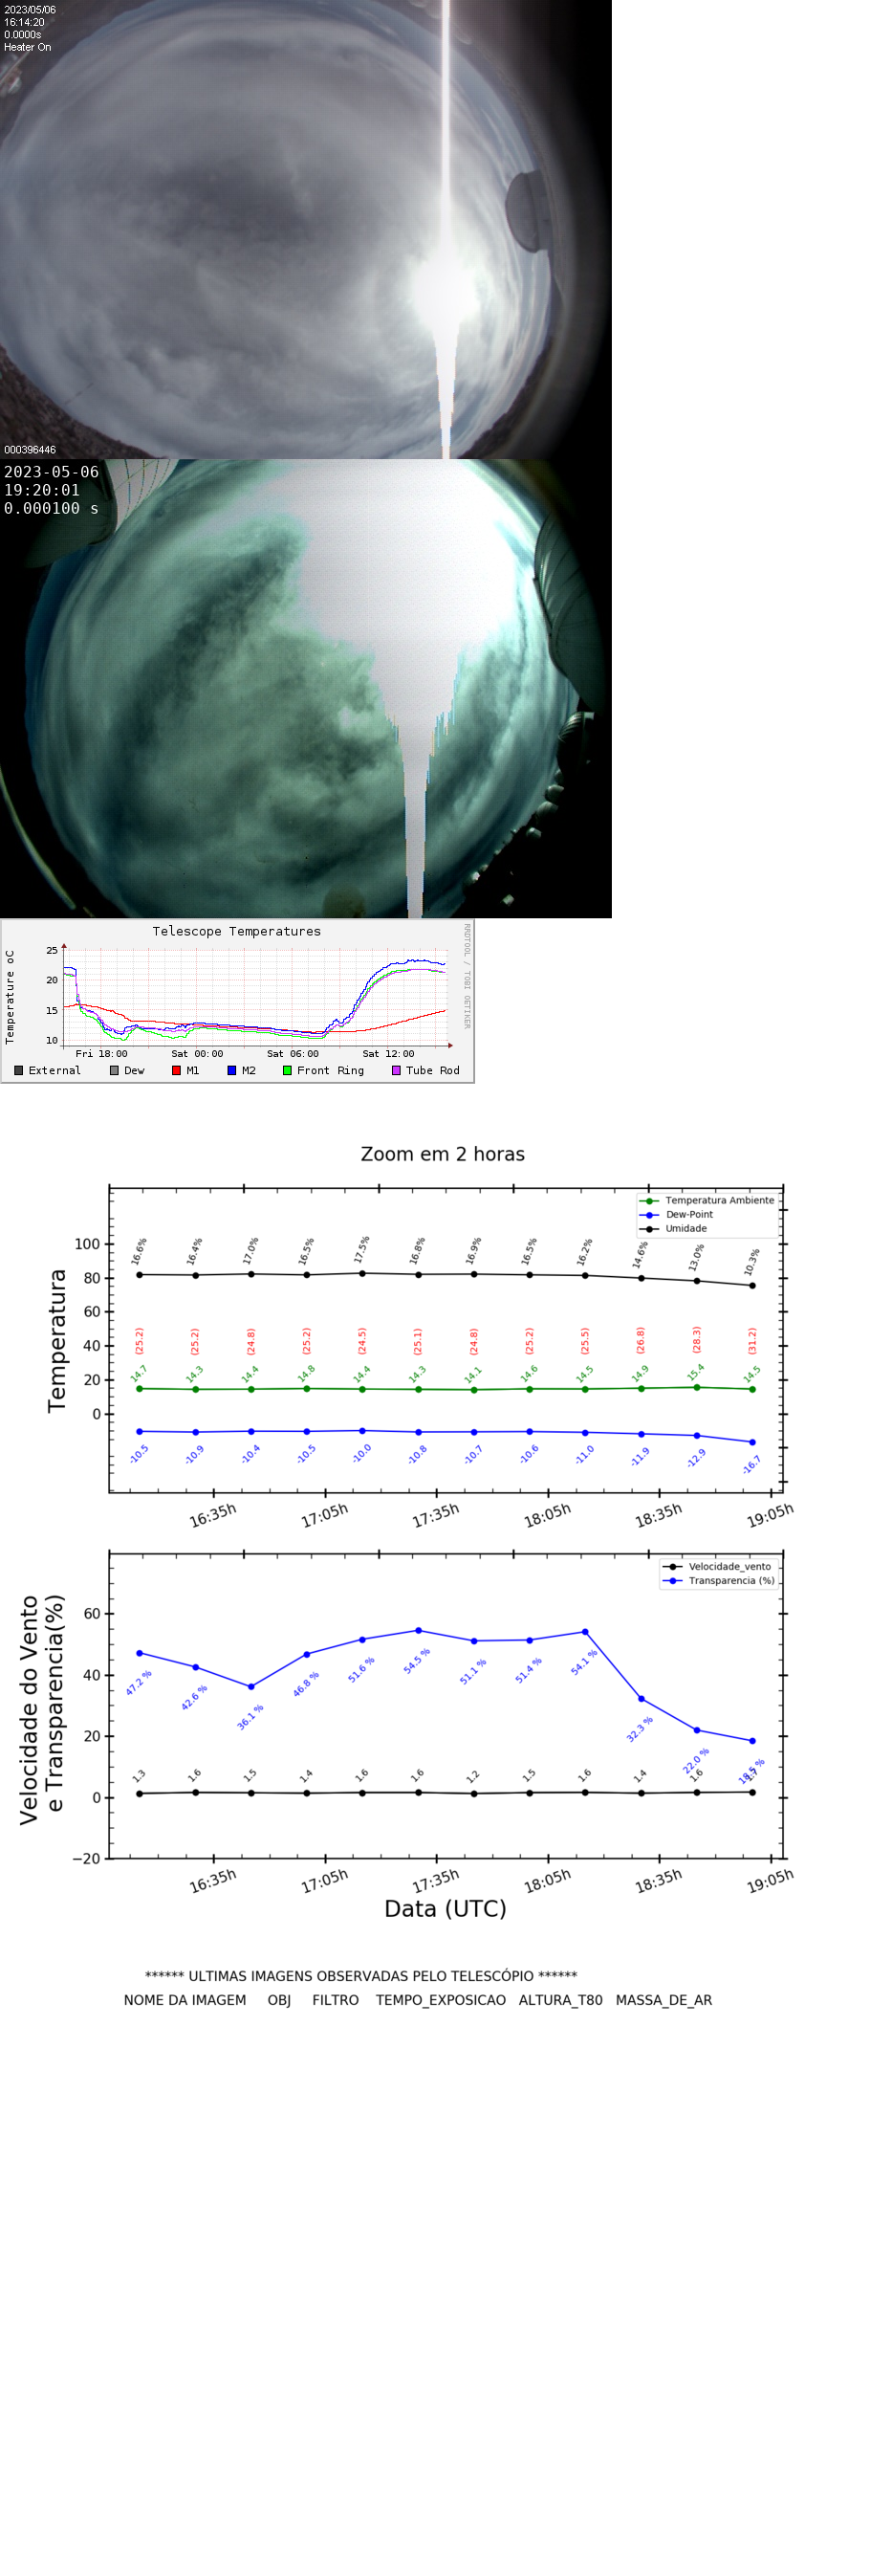 2023/05/06
16:14:20
0.0000s
Heater On
000396446
2023-05-06
19:20:01
0.000100 s
Telescope Temperatures
RRDTOOL / TOBI OETIKER
Temperature oC
25
20
15
10
Fri 18:00 Sat 00:00 Sat 06:00 Sat 12:00
External Dew M1 M2 Front Ring Tube Rod
Zoom em 2 horas
Temperatura Ambiente
Dew-Point
Umidade
Temperatura
100
80
60
40
20
0
16.6% 16.4% 17.0% 16.5% 17.5% 16.8% 16.9% 16.5% 16.2% 14.6% 13.0% 10.3%
(25.2) (25.2) (24.8) (25.2) (24.5) (25.1) (24.8) (25.2) (25.5) (26.8) (28.3) (31.2)
14.7 14.3 14.4 14.8 14.4 14.3 14.1 14.6 14.5 14.9 15.4 14.5
-10.5 -10.9 -10.4 -10.5 -10.0 -10.8 -10.7 -10.6 -11.0 -11.9 -12.9 -16.7
16:35h 17:05h 17:35h 18:05h 18:35h 19:05h
Velocidade_vento
Transparencia (%)
Velocidade do Vento
e Transparencia(%)
60
40
20
0
−20
47.2 % 42.6 % 36.1 % 46.8 % 51.6 % 54.5 % 51.1 % 51.4 % 54.1 % 32.3 % 22.0 % 18.5 %
1.3 1.6 1.5 1.4 1.6 1.6 1.2 1.5 1.6 1.4 1.6 1.7
16:35h 17:05h 17:35h 18:05h 18:35h 19:05h
Data (UTC)
****** ULTIMAS IMAGENS OBSERVADAS PELO TELESCÓPIO ******
NOME DA IMAGEM OBJ FILTRO TEMPO_EXPOSICAO ALTURA_T80 MASSA_DE_AR